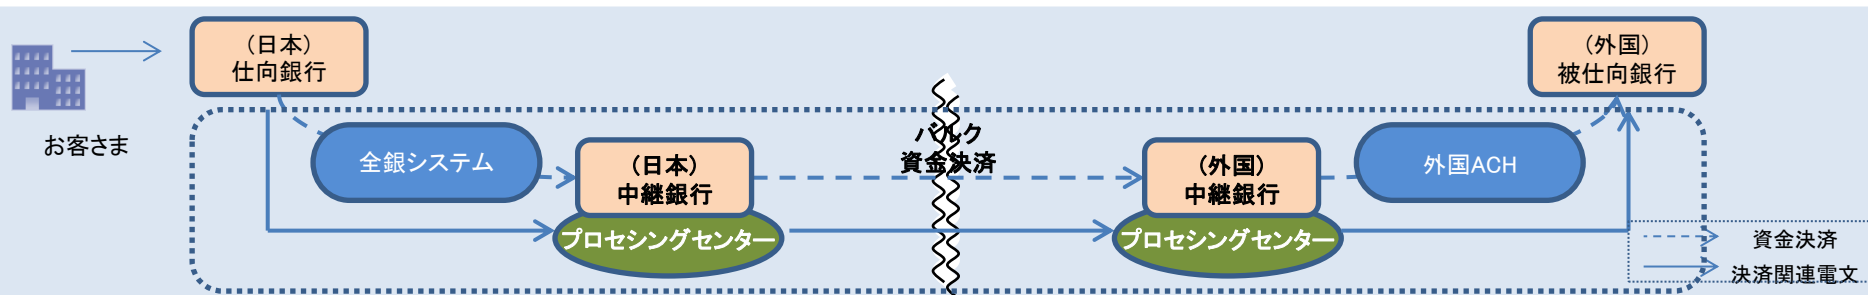 お客さま
（日本）
仕向銀行
全銀システム
（日本）
中継銀行
プロセシングセンター
バルク
資金決済
（外国）
中継銀行
プロセシングセンター
外国ACH
（外国）
被仕向銀行
資金決済
決済関連電文